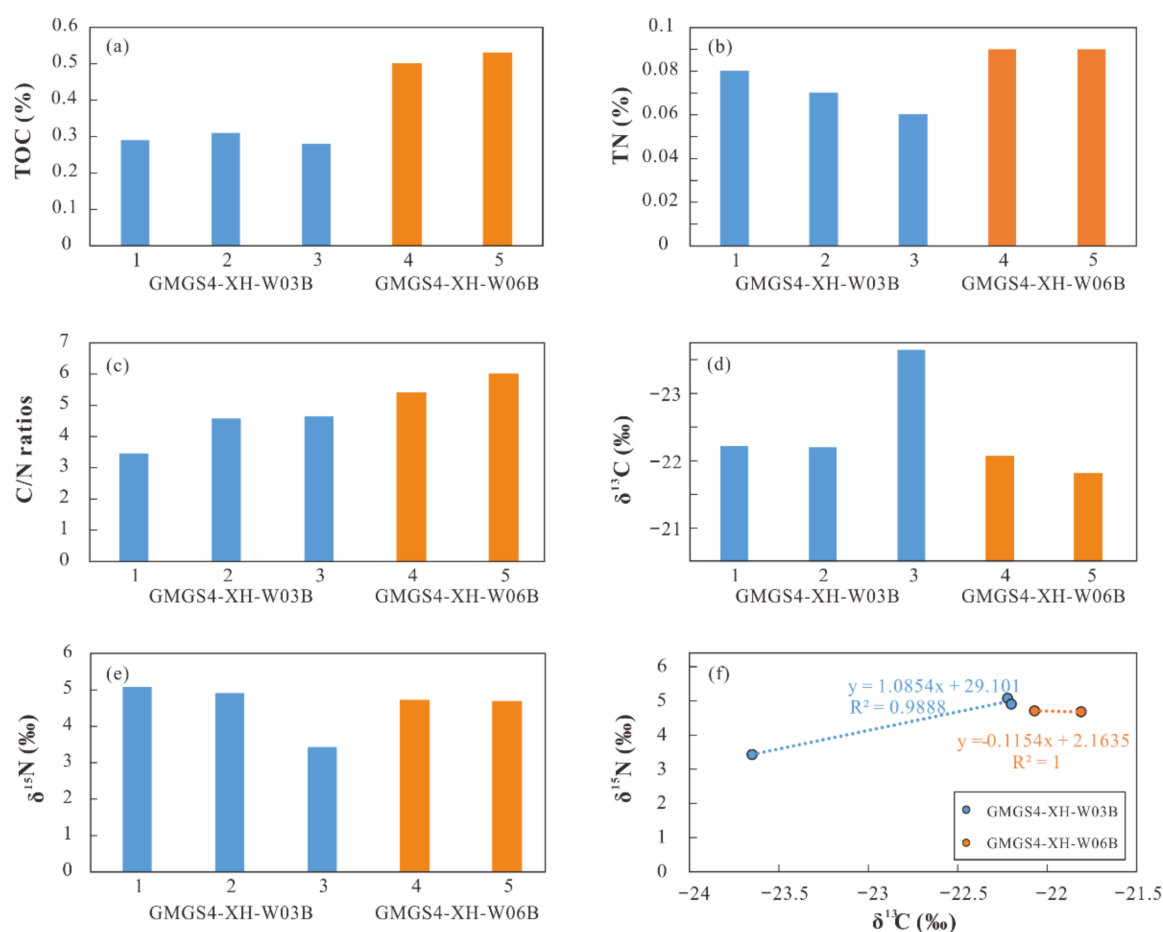 (a)
TOC (%)
0.6
0.5
0.4
0.3
0.2
0.1
0
1 2 3 4 5
GMGS4-XH-W03B GMGS4-XH-W06B
(b)
TN (%)
0.1
0.08
0.06
0.04
0.02
0
1 2 3 4 5
GMGS4-XH-W03B GMGS4-XH-W06B
(c)
C/N ratios
7
6
5
4
3
2
1
0
1 2 3 4 5
GMGS4-XH-W03B GMGS4-XH-W06B
(d)
δ¹³C (‰)
−23
−22
−21
1 2 3 4 5
GMGS4-XH-W03B GMGS4-XH-W06B
(e)
δ¹⁵N (‰)
6
5
4
3
2
1
0
1 2 3 4 5
GMGS4-XH-W03B GMGS4-XH-W06B
(f)
δ¹⁵N (‰)
6
5
4
3
2
1
0
y = 1.0854x + 29.101
R² = 0.9888
y =-0.1154x + 2.1635
R² = 1
GMGS4-XH-W03B
GMGS4-XH-W06B
−24 −23.5 −23 −22.5 −22 −21.5
δ¹³C (‰)